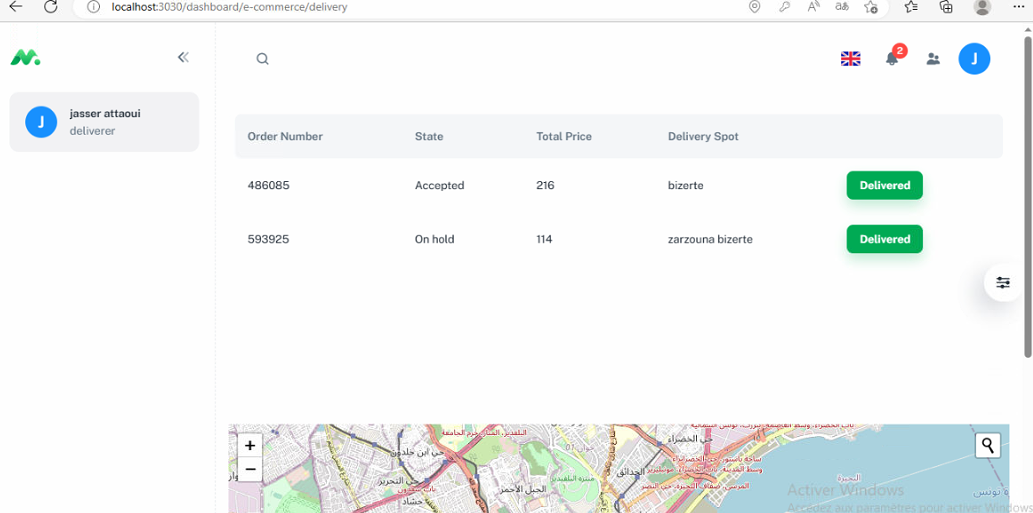 localhost:3030/dashboard/e-commerce/delivery
2
J
J
jasser attaoui
deliverer
Order Number State Total Price Delivery Spot
486085 Accepted 216 bizerte Delivered
593925 On hold 114 zarzouna bizerte Delivered
+
−
حي ابن خلدون
حي التحرير
الجبل الأحمر
حي الخضراء
الحدائق
البحيرة
Activer Windows
Accédez aux paramètres pour activer Windows